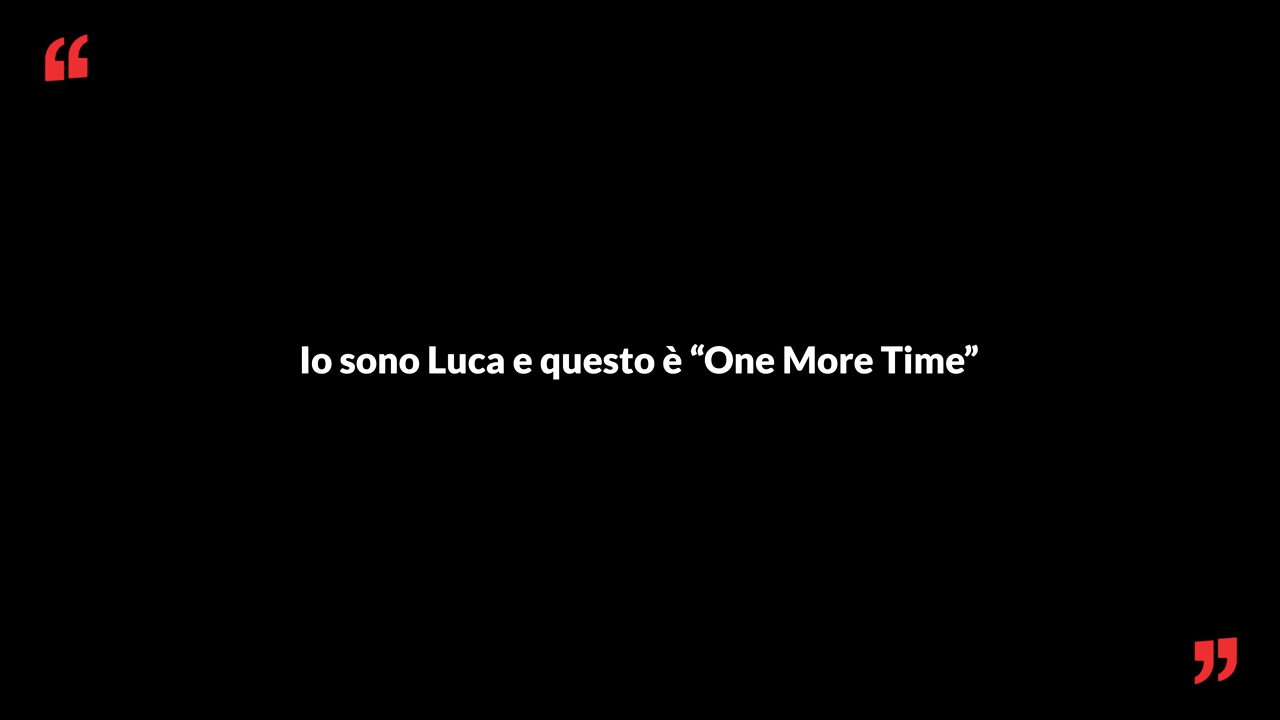 “
Io sono Luca e questo è “One More Time”
”